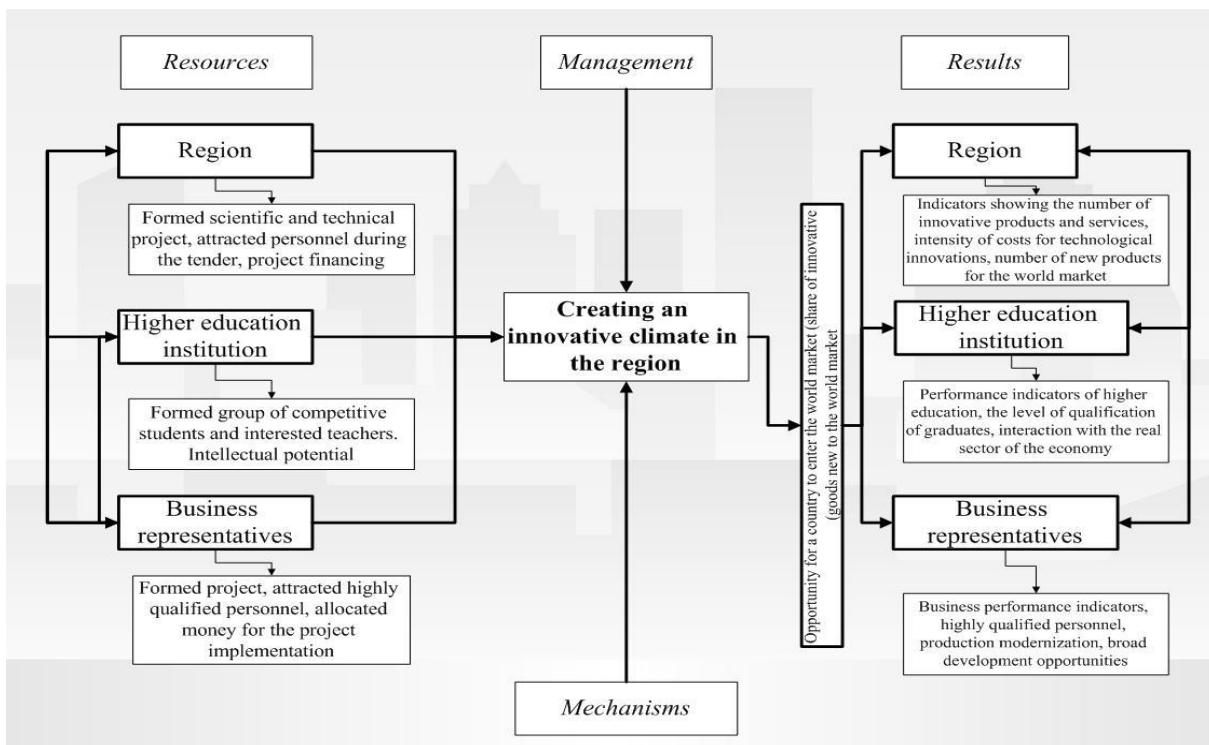 Resources
Management
Results
Region
Formed scientific and technical
project, attracted personnel during
the tender, project financing
Higher education
institution
Formed group of competitive
students and interested teachers.
Intellectual potential
Business
representatives
Formed project, attracted highly
qualified personnel, allocated
money for the project
implementation
Creating an
innovative climate in
the region
Mechanisms
Opportunity for a country to enter the world market (share of innovative
(goods new to the world market
Region
Indicators showing the number of
innovative products and services,
intensity of costs for technological
innovations, number of new products
for the world market
Higher education
institution
Performance indicators of higher
education, the level of qualification
of graduates, interaction with the real
sector of the economy
Business
representatives
Business performance indicators,
highly qualified personnel,
production modernization, broad
development opportunities